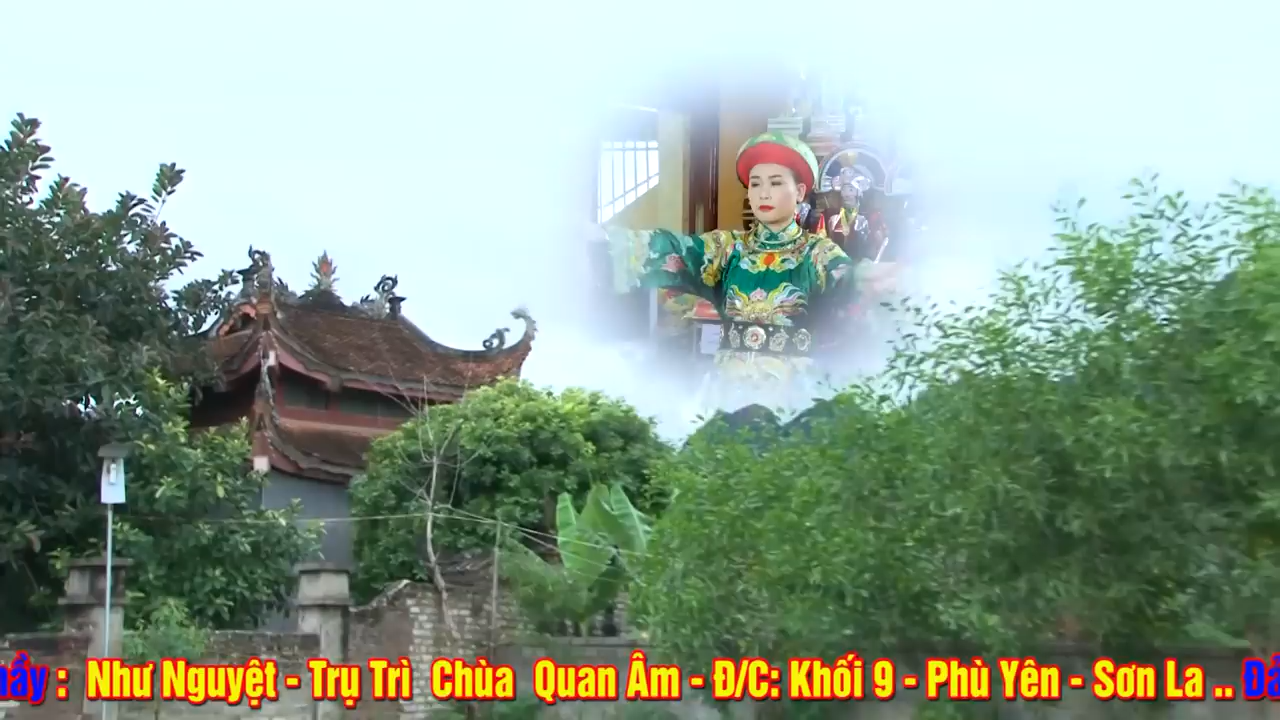 : Như Nguyệt - Trụ Trì Chùa Quan Âm - Đ/C: Khối 9 - Phù Yên - Sơn La ..